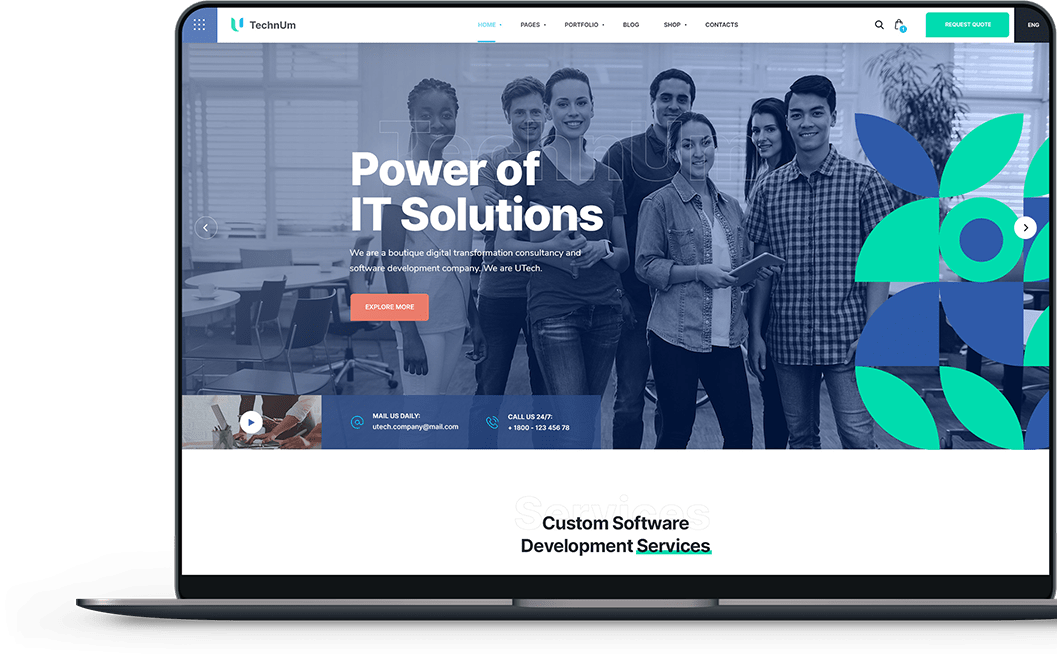 TechnUm
HOME
PAGES
PORTFOLIO
BLOG
SHOP
CONTACTS
1
REQUEST QUOTE
ENG
TechnUm
Power of
IT Solutions
We are a boutique digital transformation consultancy and
software development company. We are UTech.
EXPLORE MORE
MAIL US DAILY:
utech.company@mail.com
CALL US 24/7:
+ 1800 - 123 456 78
Services
Custom Software
Development Services